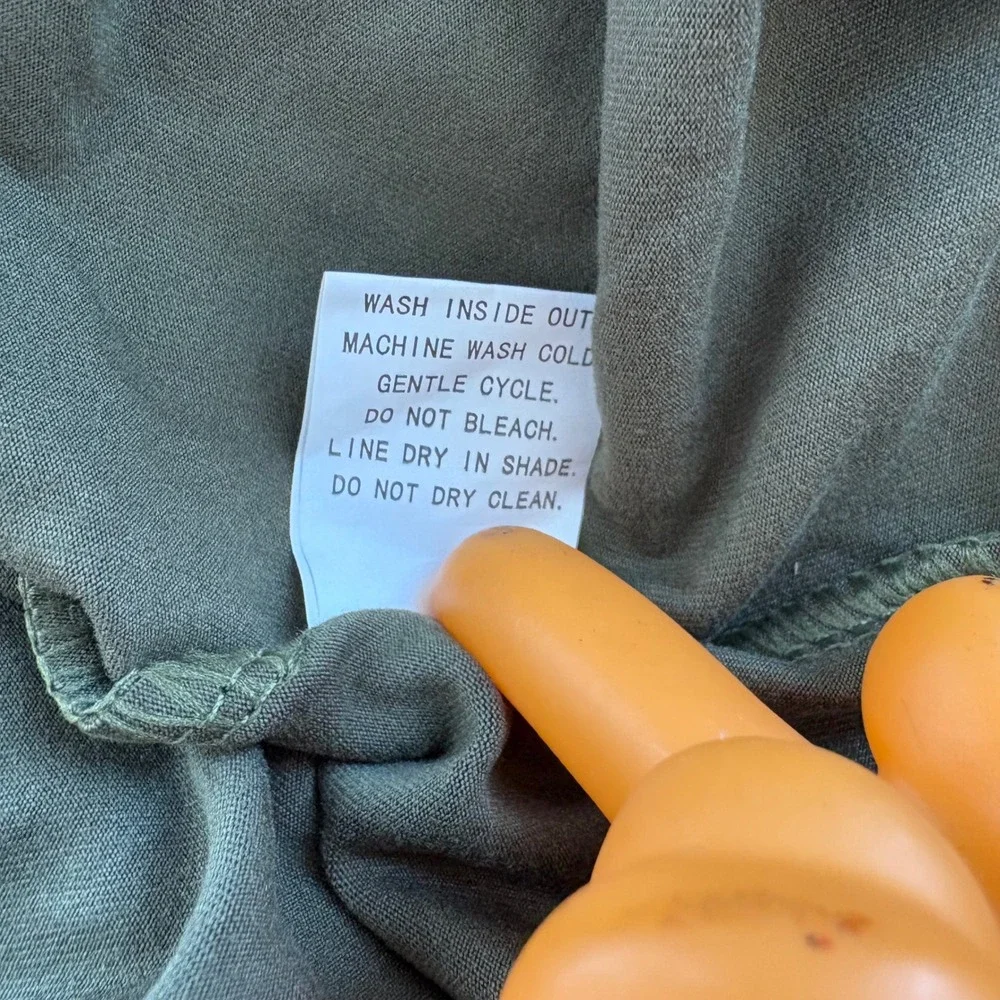 WASH INSIDE OUT
MACHINE WASH COLD
GENTLE CYCLE.
DO NOT BLEACH.
LINE DRY IN SHADE.
DO NOT DRY CLEAN.